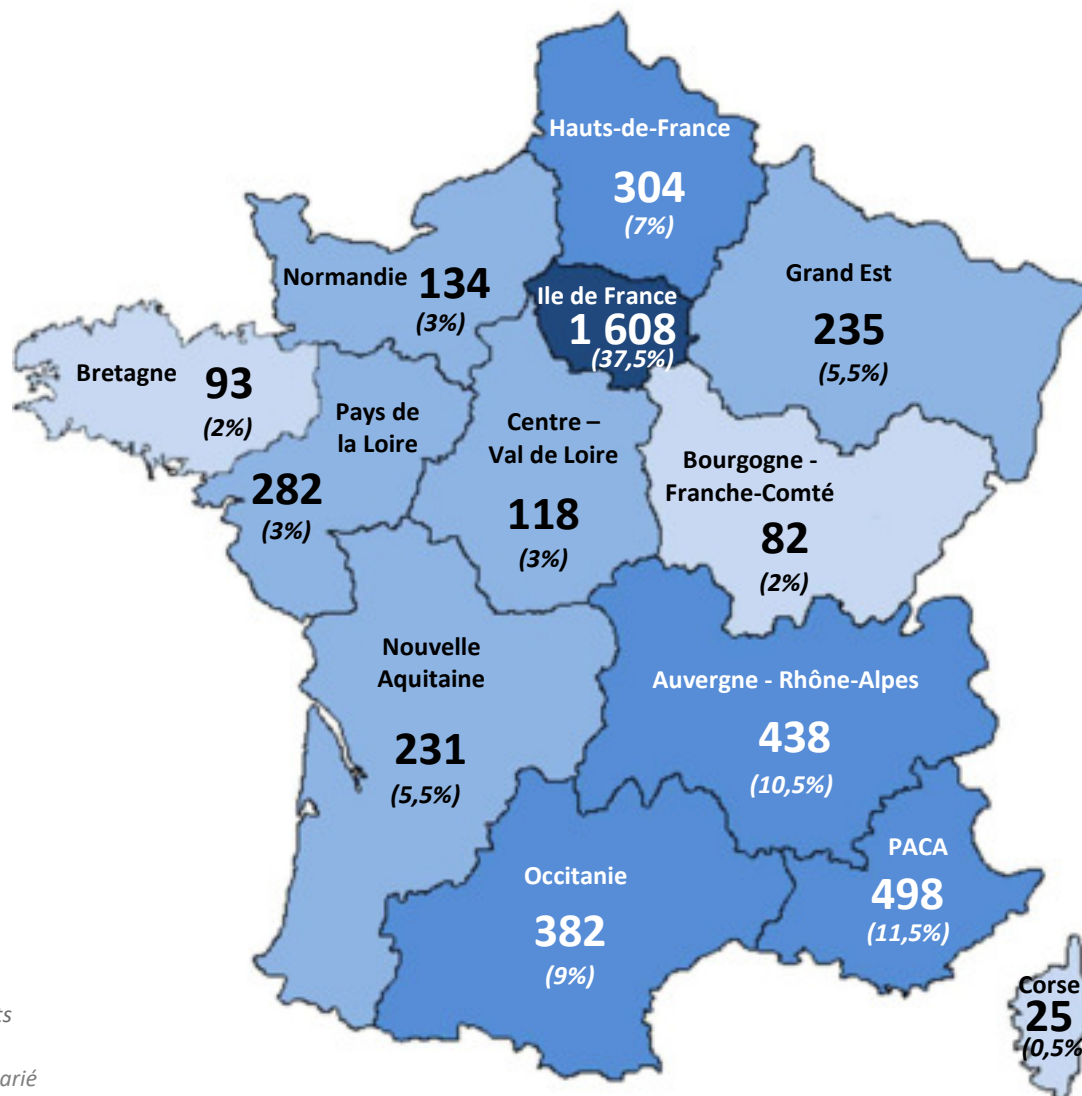 Hauts-de-France
304
(7%)
Normandie 134
(3%)
Ile de France
1 608
(37,5%)
Grand Est
235
(5,5%)
Bretagne 93
(2%)
Pays de
la Loire
282
(3%)
Centre –
Val de Loire
118
(3%)
Bourgogne -
Franche-Comté
82
(2%)
Nouvelle
Aquitaine
231
(5,5%)
Auvergne - Rhône-Alpes
438
(10,5%)
Occitanie
382
(9%)
PACA
498
(11,5%)
Corse
25
(0,5%